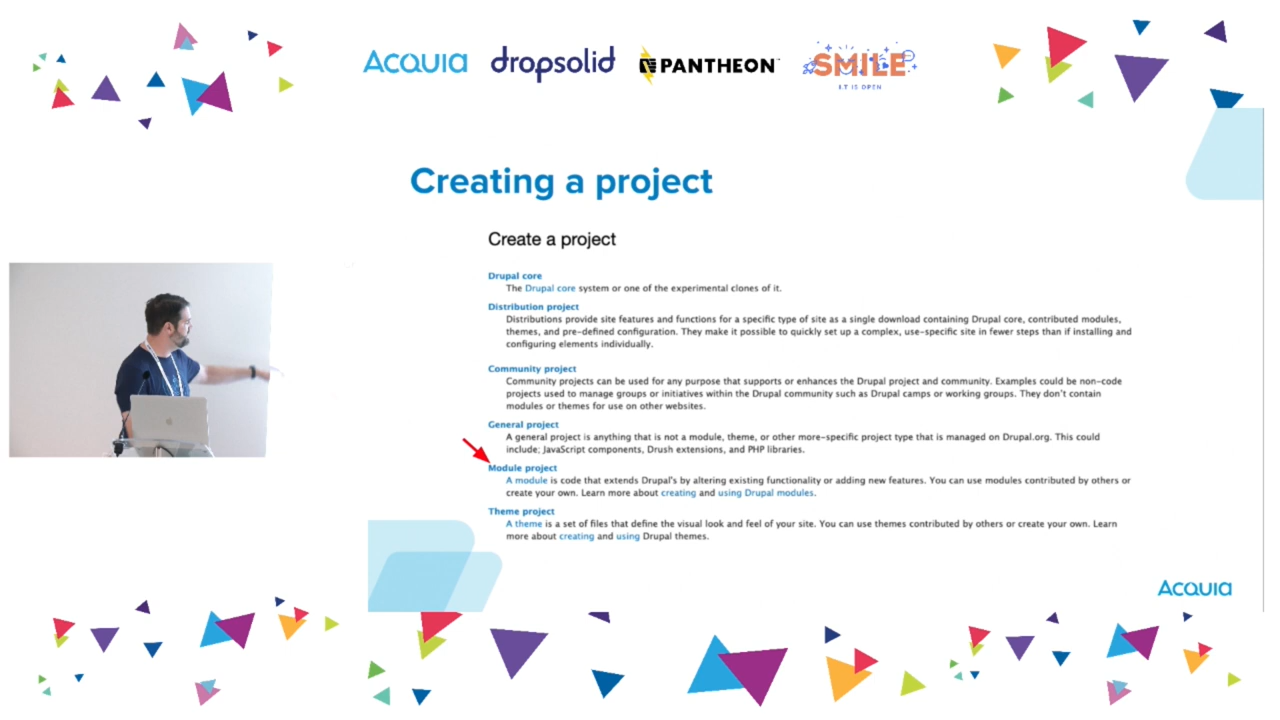 Acquia dropsolid PANTHEON SMILE
I.T IS OPEN
Creating a project
Create a project
Drupal core
The Drupal core system or one of the experimental clones of it.
Distribution project
Distributions provide site features and functions for a specific type of site as a single download containing Drupal core, contributed modules,
themes, and pre-defined configuration. They make it possible to quickly set up a complex, use-specific site in fewer steps than if installing and
configuring elements individually.
Community project
Community projects can be used for any purpose that supports or enhances the Drupal project and community. Examples could be non-code
projects used to manage groups or initiatives within the Drupal community such as Drupal camps or working groups. They don't contain
modules or themes for use on other websites.
General project
A general project is anything that is not a module, theme, or other more-specific project type that is managed on Drupal.org. This could
include; JavaScript components, Drush extensions, and PHP libraries.
Module project
A module is code that extends Drupal's by altering existing functionality or adding new features. You can use modules contributed by others or
create your own. Learn more about creating and using Drupal modules.
Theme project
A theme is a set of files that define the visual look and feel of your site. You can use themes contributed by others or create your own. Learn
more about creating and using Drupal themes.
Acquia